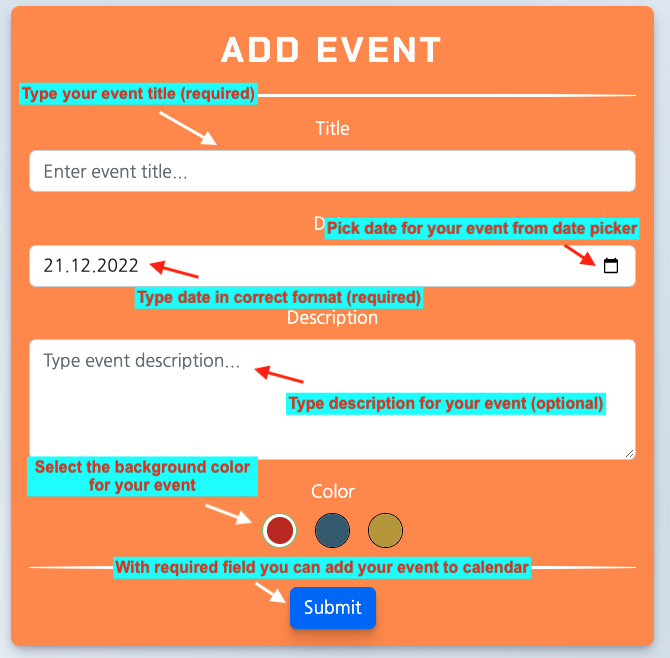 ADD EVENT
Type your event title (required)
Title
Enter event title...
Pick date for your event from date picker
21.12.2022
Type date in correct format (required)
Description
Type event description...
Type description for your event (optional)
Select the background color
for your event
Color
With required field you can add your event to calendar
Submit